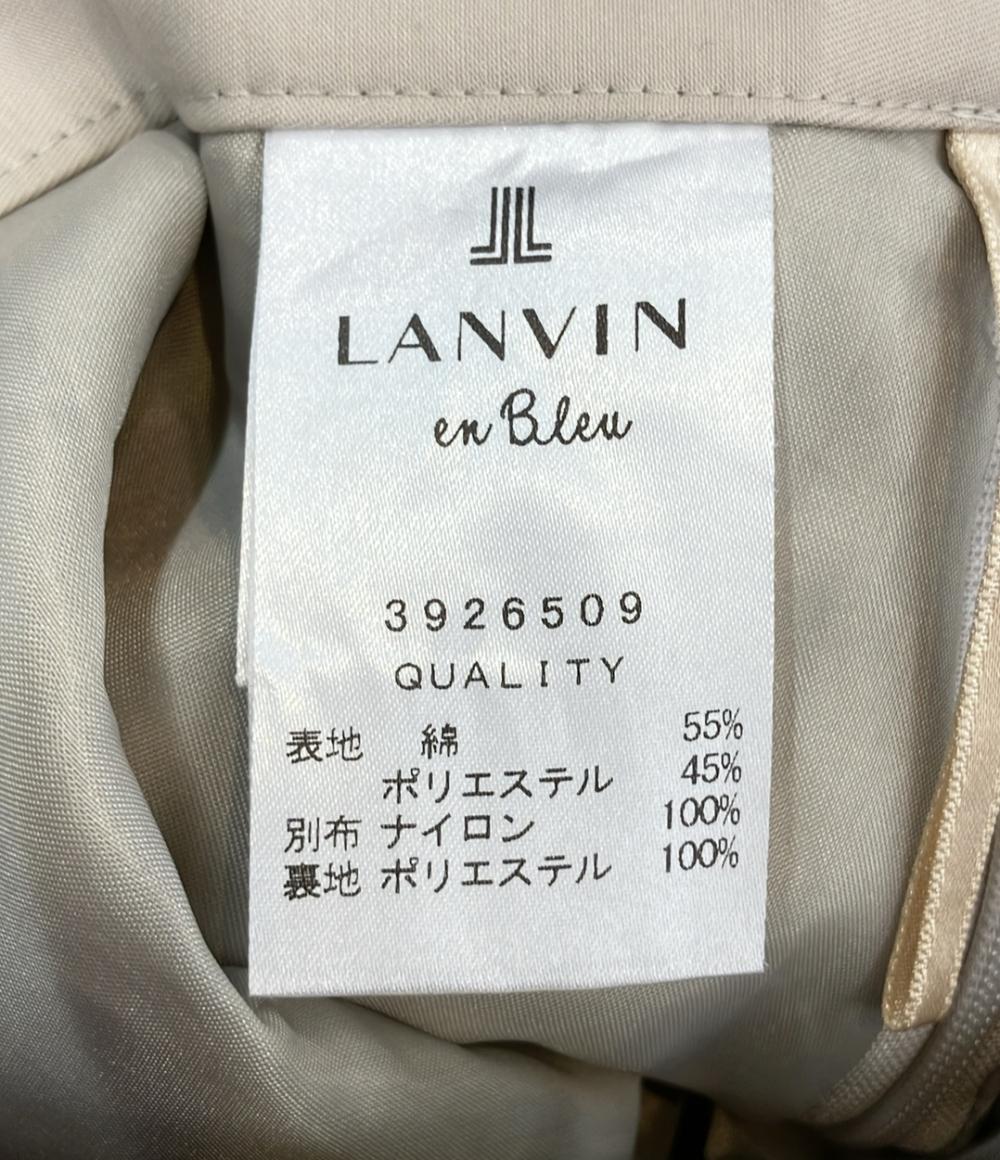 LANVIN
en Bleu
3926509
QUALITY
表地 綿 55%
ポリエステル 45%
別布 ナイロン 100%
裏地 ポリエステル 100%